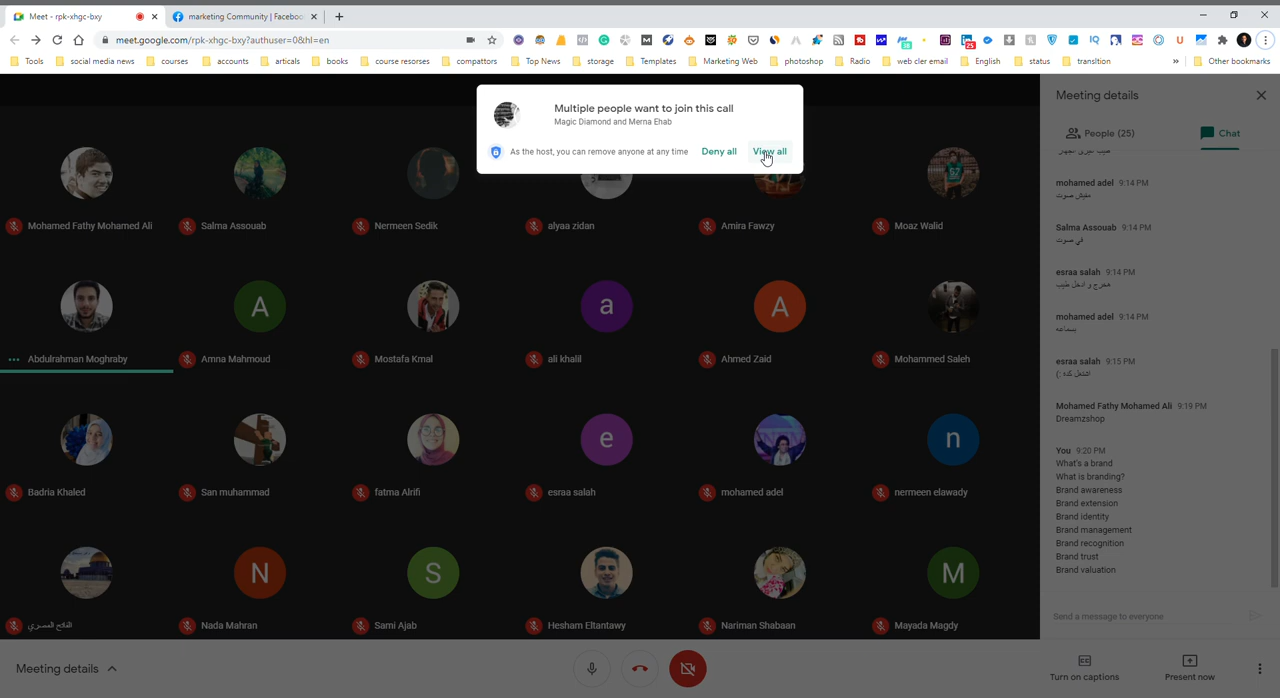 Meet - rpk-xhgc-bxy
marketing Community | Faceboo
meet.google.com/rpk-xhgc-bxy?authuser=0&hl=en
Tools
social media news
courses
accounts
articals
books
course resorses
compattors
Top News
storage
Templates
Marketing Web
photoshop
Radio
web cler email
English
status
transltion
»
Other bookmarks
Multiple people want to join this call
Magic Diamond and Merna Ehab
As the host, you can remove anyone at any time
Deny all
View all
Mohamed Fathy Mohamed Ali
Salma Assouab
Nermeen Sedik
alyaa zidan
Amira Fawzy
Moaz Walid
Abdulrahman Moghraby
A
Amna Mahmoud
Mostafa Kmal
a
ali khalil
A
Ahmed Zaid
Mohammed Saleh
Badria Khaled
San muhammad
fatma Alrifi
e
esraa salah
mohamed adel
n
nermeen elawady
الفاتح المصري
N
Nada Mahran
S
Sami Ajab
Hesham Eltantawy
Nariman Shabaan
M
Mayada Magdy
Meeting details
People (25)
Chat
mohamed adel 9:14 PM
مفيش صوت
Salma Assouab 9:14 PM
في صوت
esraa salah 9:14 PM
هخرج و ادخل طيب
mohamed adel 9:14 PM
بسماعه
esraa salah 9:15 PM
اشتغل كده :)
Mohamed Fathy Mohamed Ali 9:19 PM
Dreamzshop
You 9:20 PM
What's a brand
What is branding?
Brand awareness
Brand extension
Brand identity
Brand management
Brand recognition
Brand trust
Brand valuation
Send a message to everyone
Meeting details
Turn on captions
Present now